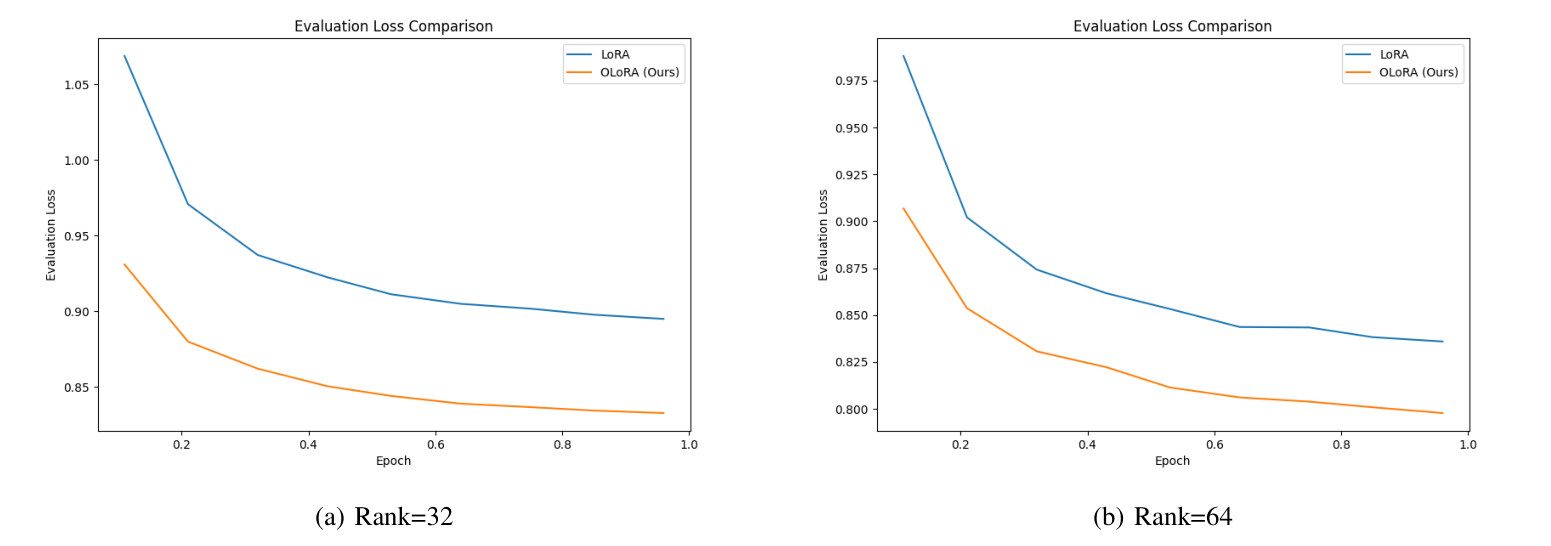 Evaluation Loss Comparison
LoRA
OLoRA (Ours)
1.05
1.00
0.95
0.90
0.85
Evaluation Loss
0.2
0.4
0.6
0.8
1.0
Epoch
(a) Rank=32
Evaluation Loss Comparison
LoRA
OLoRA (Ours)
0.975
0.950
0.925
0.900
0.875
0.850
0.825
0.800
Evaluation Loss
0.2
0.4
0.6
0.8
1.0
Epoch
(b) Rank=64